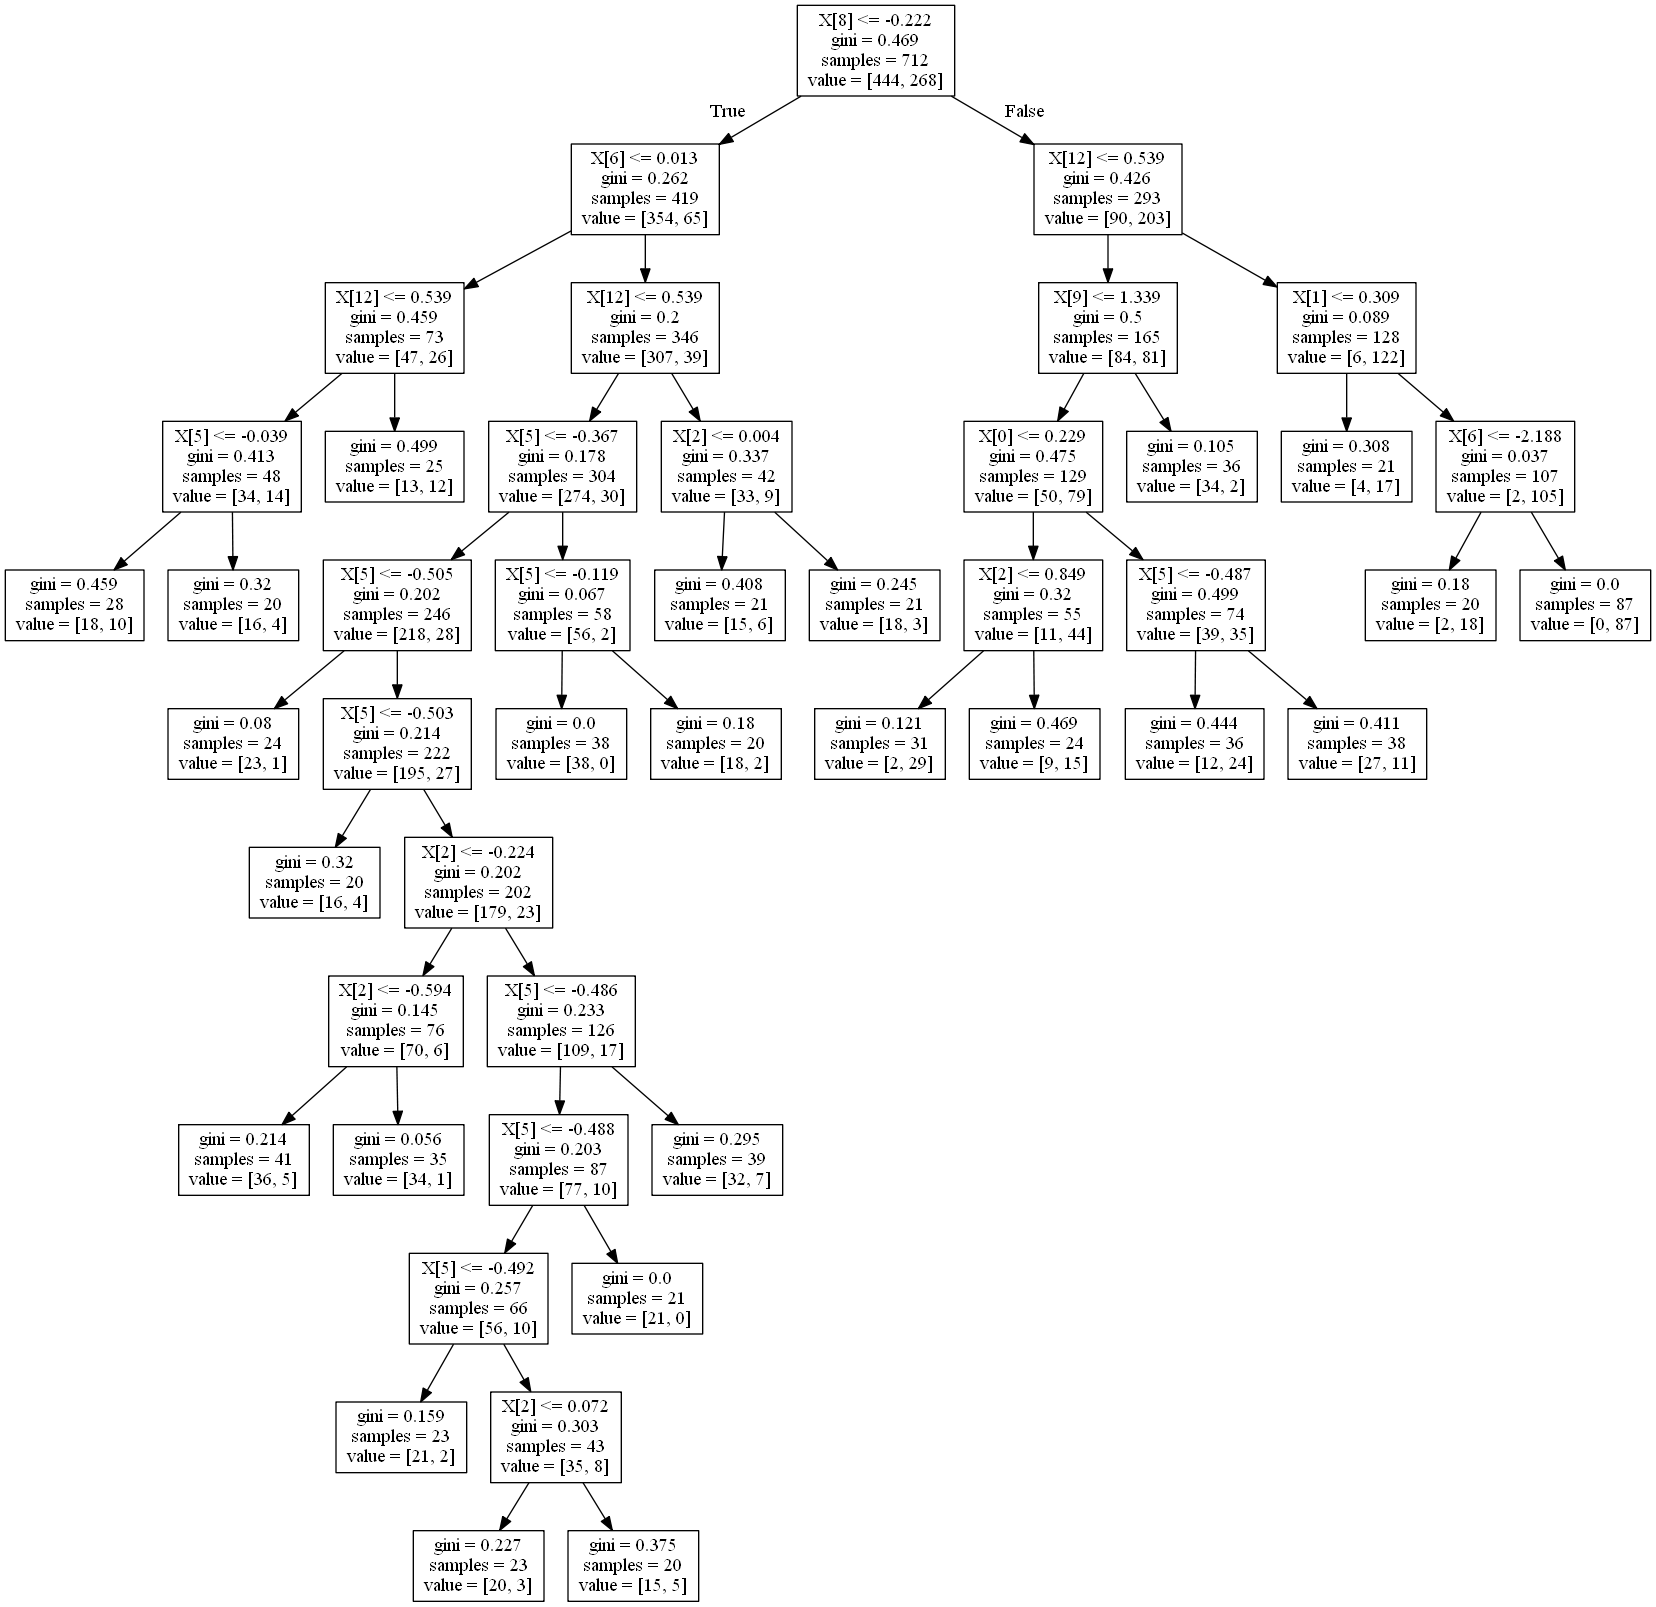 X[8] <= -0.222
gini = 0.469
samples = 712
value = [444, 268]
True
False
X[6] <= 0.013
gini = 0.262
samples = 419
value = [354, 65]
X[12] <= 0.539
gini = 0.426
samples = 293
value = [90, 203]
X[12] <= 0.539
gini = 0.459
samples = 73
value = [47, 26]
X[12] <= 0.539
gini = 0.2
samples = 346
value = [307, 39]
X[9] <= 1.339
gini = 0.5
samples = 165
value = [84, 81]
X[1] <= 0.309
gini = 0.089
samples = 128
value = [6, 122]
X[5] <= -0.039
gini = 0.413
samples = 48
value = [34, 14]
gini = 0.499
samples = 25
value = [13, 12]
X[5] <= -0.367
gini = 0.178
samples = 304
value = [274, 30]
X[2] <= 0.004
gini = 0.337
samples = 42
value = [33, 9]
X[0] <= 0.229
gini = 0.475
samples = 129
value = [50, 79]
gini = 0.105
samples = 36
value = [34, 2]
gini = 0.308
samples = 21
value = [4, 17]
X[6] <= -2.188
gini = 0.037
samples = 107
value = [2, 105]
gini = 0.459
samples = 28
value = [18, 10]
gini = 0.32
samples = 20
value = [16, 4]
X[5] <= -0.505
gini = 0.202
samples = 246
value = [218, 28]
X[5] <= -0.119
gini = 0.067
samples = 58
value = [56, 2]
gini = 0.408
samples = 21
value = [15, 6]
gini = 0.245
samples = 21
value = [18, 3]
X[2] <= 0.849
gini = 0.32
samples = 55
value = [11, 44]
X[5] <= -0.487
gini = 0.499
samples = 74
value = [39, 35]
gini = 0.18
samples = 20
value = [2, 18]
gini = 0.0
samples = 87
value = [0, 87]
gini = 0.08
samples = 24
value = [23, 1]
X[5] <= -0.503
gini = 0.214
samples = 222
value = [195, 27]
gini = 0.0
samples = 38
value = [38, 0]
gini = 0.18
samples = 20
value = [18, 2]
gini = 0.121
samples = 31
value = [2, 29]
gini = 0.469
samples = 24
value = [9, 15]
gini = 0.444
samples = 36
value = [12, 24]
gini = 0.411
samples = 38
value = [27, 11]
gini = 0.32
samples = 20
value = [16, 4]
X[2] <= -0.224
gini = 0.202
samples = 202
value = [179, 23]
X[2] <= -0.594
gini = 0.145
samples = 76
value = [70, 6]
X[5] <= -0.486
gini = 0.233
samples = 126
value = [109, 17]
gini = 0.214
samples = 41
value = [36, 5]
gini = 0.056
samples = 35
value = [34, 1]
X[5] <= -0.488
gini = 0.203
samples = 87
value = [77, 10]
gini = 0.295
samples = 39
value = [32, 7]
X[5] <= -0.492
gini = 0.257
samples = 66
value = [56, 10]
gini = 0.0
samples = 21
value = [21, 0]
gini = 0.159
samples = 23
value = [21, 2]
X[2] <= 0.072
gini = 0.303
samples = 43
value = [35, 8]
gini = 0.227
samples = 23
value = [20, 3]
gini = 0.375
samples = 20
value = [15, 5]